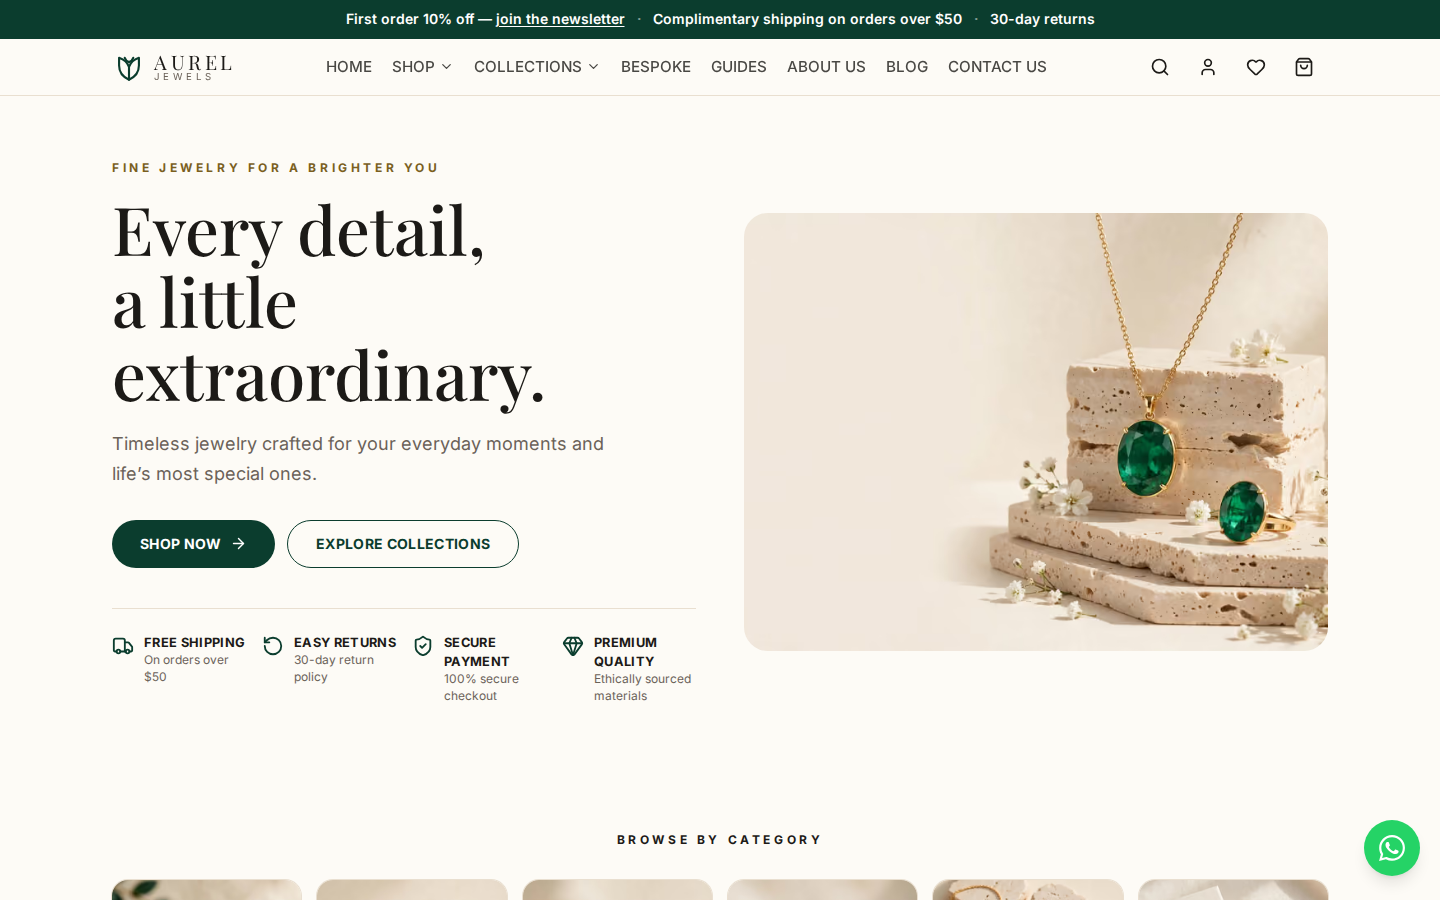 First order 10% off — join the newsletter · Complimentary shipping on orders over $50 · 30-day returns
AUREL
JEWELS
HOME SHOP COLLECTIONS BESPOKE GUIDES ABOUT US BLOG CONTACT US
FINE JEWELRY FOR A BRIGHTER YOU
Every detail,
a little
extraordinary.
Timeless jewelry crafted for your everyday moments and
life’s most special ones.
SHOP NOW
EXPLORE COLLECTIONS
FREE SHIPPING
On orders over
$50
EASY RETURNS
30-day return
policy
SECURE
PAYMENT
100% secure
checkout
PREMIUM
QUALITY
Ethically sourced
materials
BROWSE BY CATEGORY